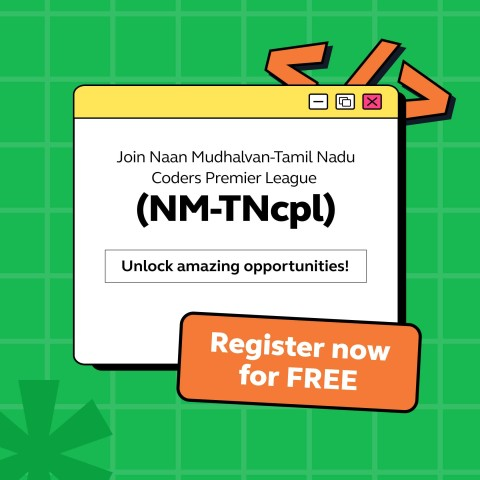 </>
Join Naan Mudhalvan-Tamil Nadu
Coders Premier League
(NM-TNcpl)
Unlock amazing opportunities!
Register now
for FREE